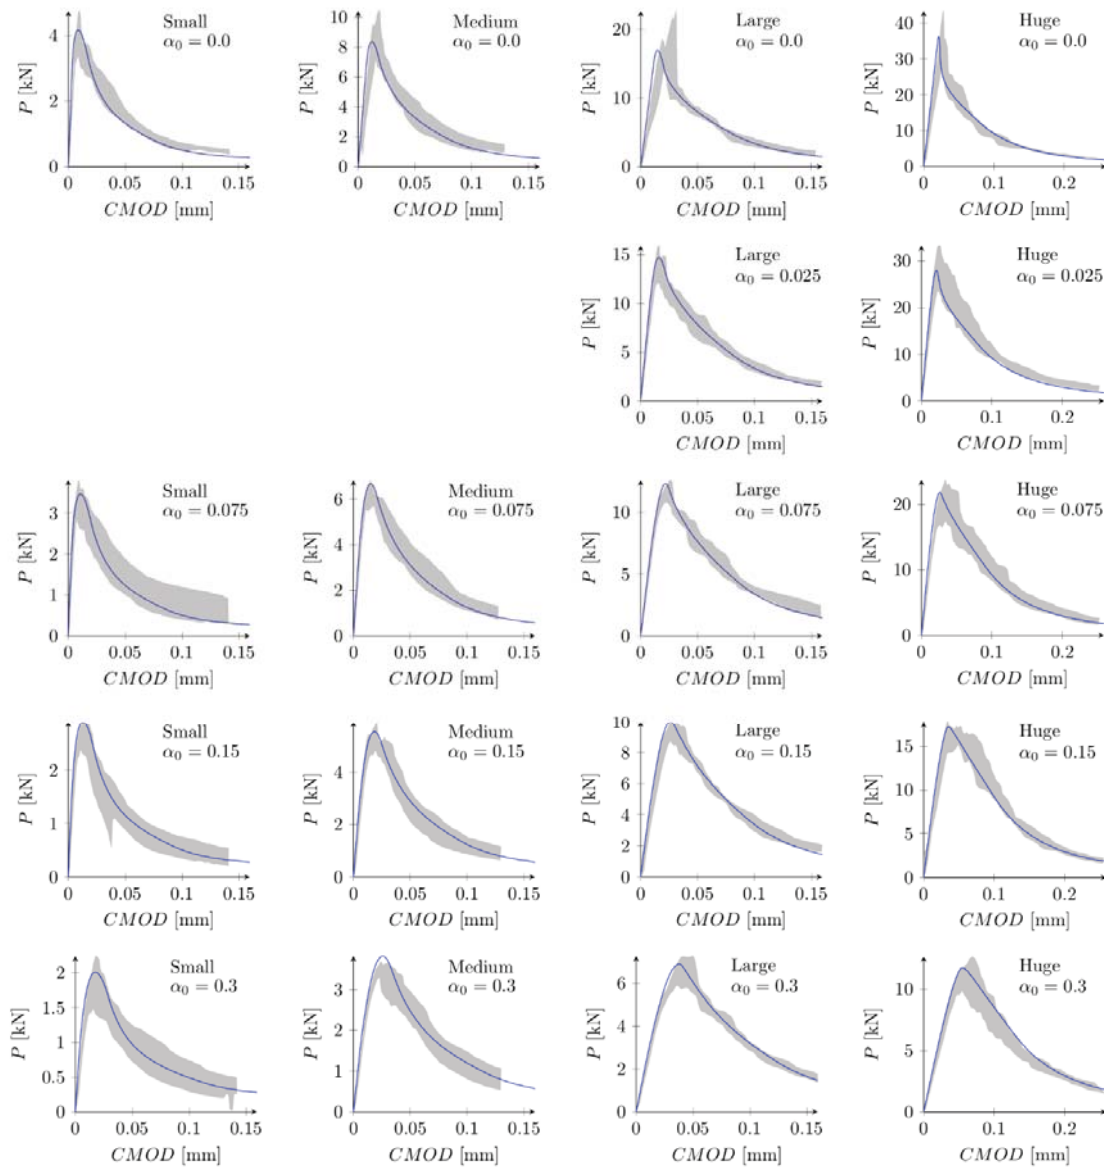 Small
α₀ = 0.0
P [kN]
4
2
0
0 0.05 0.1 0.15
CMOD [mm]
Medium
α₀ = 0.0
P [kN]
10
8
6
4
2
0
0 0.05 0.1 0.15
CMOD [mm]
Large
α₀ = 0.0
P [kN]
20
10
0
0 0.05 0.1 0.15
CMOD [mm]
Huge
α₀ = 0.0
P [kN]
40
30
20
10
0
0 0.1 0.2
CMOD [mm]
Large
α₀ = 0.025
P [kN]
15
10
5
0
0 0.05 0.1 0.15
CMOD [mm]
Huge
α₀ = 0.025
P [kN]
30
20
10
0
0 0.1 0.2
CMOD [mm]
Small
α₀ = 0.075
P [kN]
3
2
1
0
0 0.05 0.1 0.15
CMOD [mm]
Medium
α₀ = 0.075
P [kN]
6
4
2
0
0 0.05 0.1 0.15
CMOD [mm]
Large
α₀ = 0.075
P [kN]
10
5
0
0 0.05 0.1 0.15
CMOD [mm]
Huge
α₀ = 0.075
P [kN]
20
10
0
0 0.1 0.2
CMOD [mm]
Small
α₀ = 0.15
P [kN]
2
1
0
0 0.05 0.1 0.15
CMOD [mm]
Medium
α₀ = 0.15
P [kN]
4
2
0
0 0.05 0.1 0.15
CMOD [mm]
Large
α₀ = 0.15
P [kN]
10
8
6
4
2
0
0 0.05 0.1 0.15
CMOD [mm]
Huge
α₀ = 0.15
P [kN]
15
10
5
0
0 0.1 0.2
CMOD [mm]
Small
α₀ = 0.3
P [kN]
2
1.5
1
0.5
0
0 0.05 0.1 0.15
CMOD [mm]
Medium
α₀ = 0.3
P [kN]
3
2
1
0
0 0.05 0.1 0.15
CMOD [mm]
Large
α₀ = 0.3
P [kN]
6
4
2
0
0 0.05 0.1 0.15
CMOD [mm]
Huge
α₀ = 0.3
P [kN]
10
5
0
0 0.1 0.2
CMOD [mm]